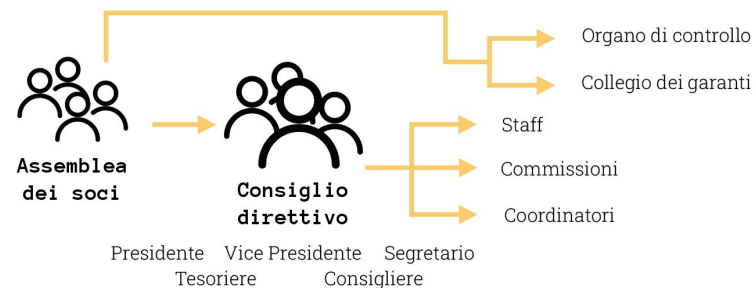 Organo di controllo
Collegio dei garanti
Staff
Commissioni
Coordinatori
Assemblea
dei soci
Consiglio
direttivo
Presidente Vice Presidente Segretario
Tesoriere Consigliere